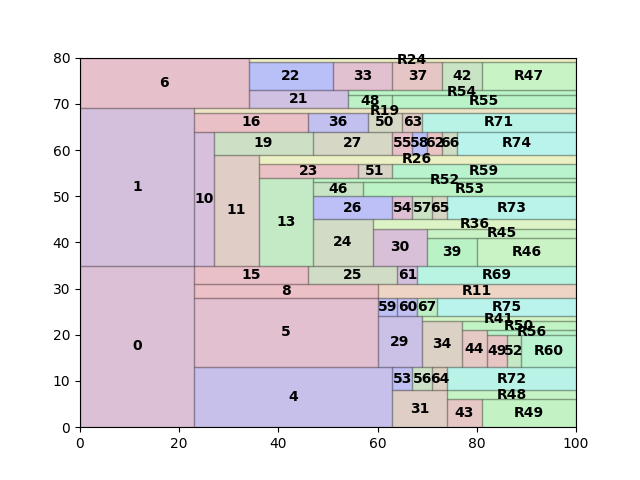 80
R24
6 22 33 37 42 R47
R54
70
21 48 R55
R19
16 36 50 63 R71
60
19 27 55 58 62 66 R74
R26
23 51 R59
R52
1 10 46 R53
50
11 13 26 54 57 65 R73
R36
40
24 30 R45
39 R46
15 25 61 R69
30
8 R11
59 60 67 R75
R41
20
5 29 34 R50
R56
0 44 49 52 R60
10
4 53 56 64 R72
R48
31 43 R49
0
0 20 40 60 80 100